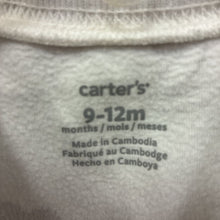 carter's
9-12m
months / mois / meses
Made in Cambodia
Fabriqué au Cambodge
Hecho en Camboya